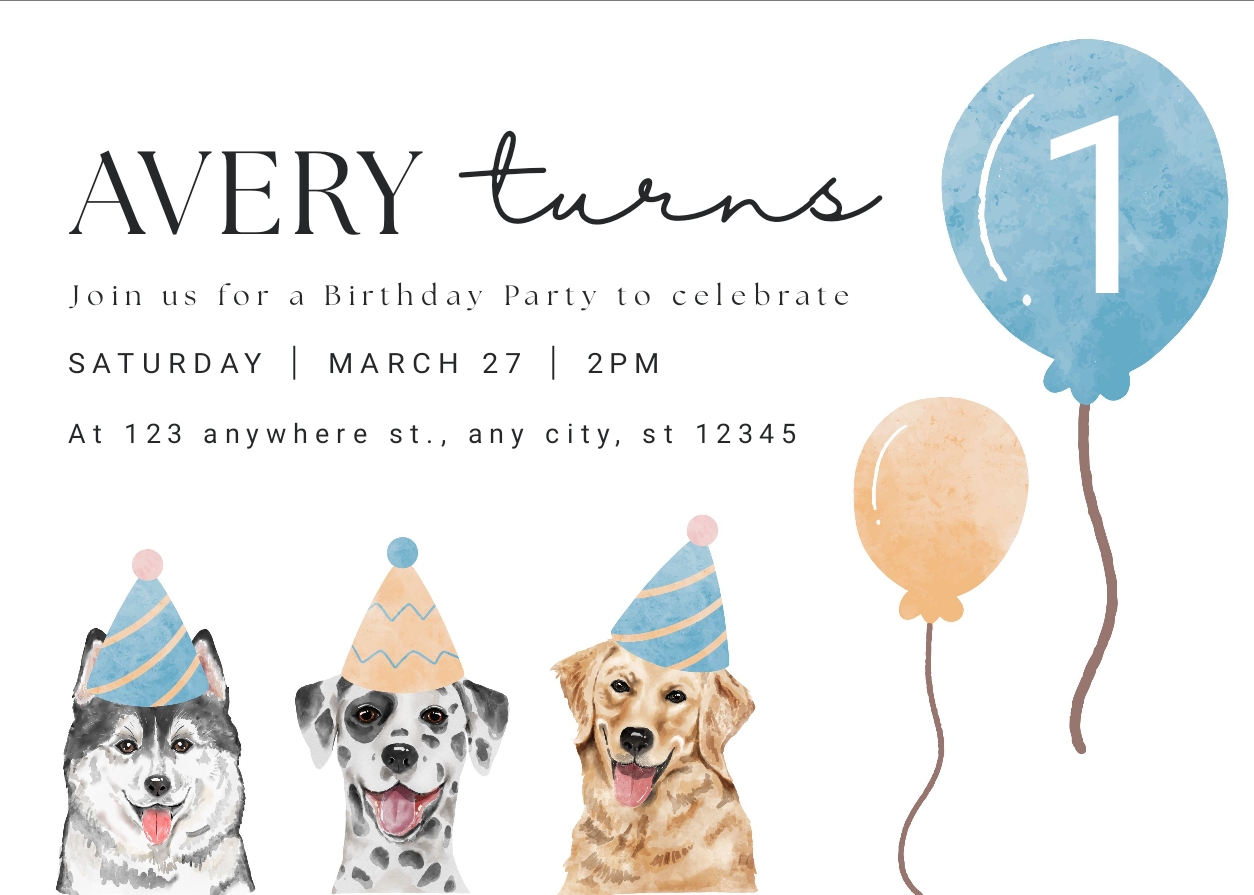 AVERY turns 1
Join us for a Birthday Party to celebrate
SATURDAY | MARCH 27 | 2PM
At 123 anywhere st., any city, st 12345